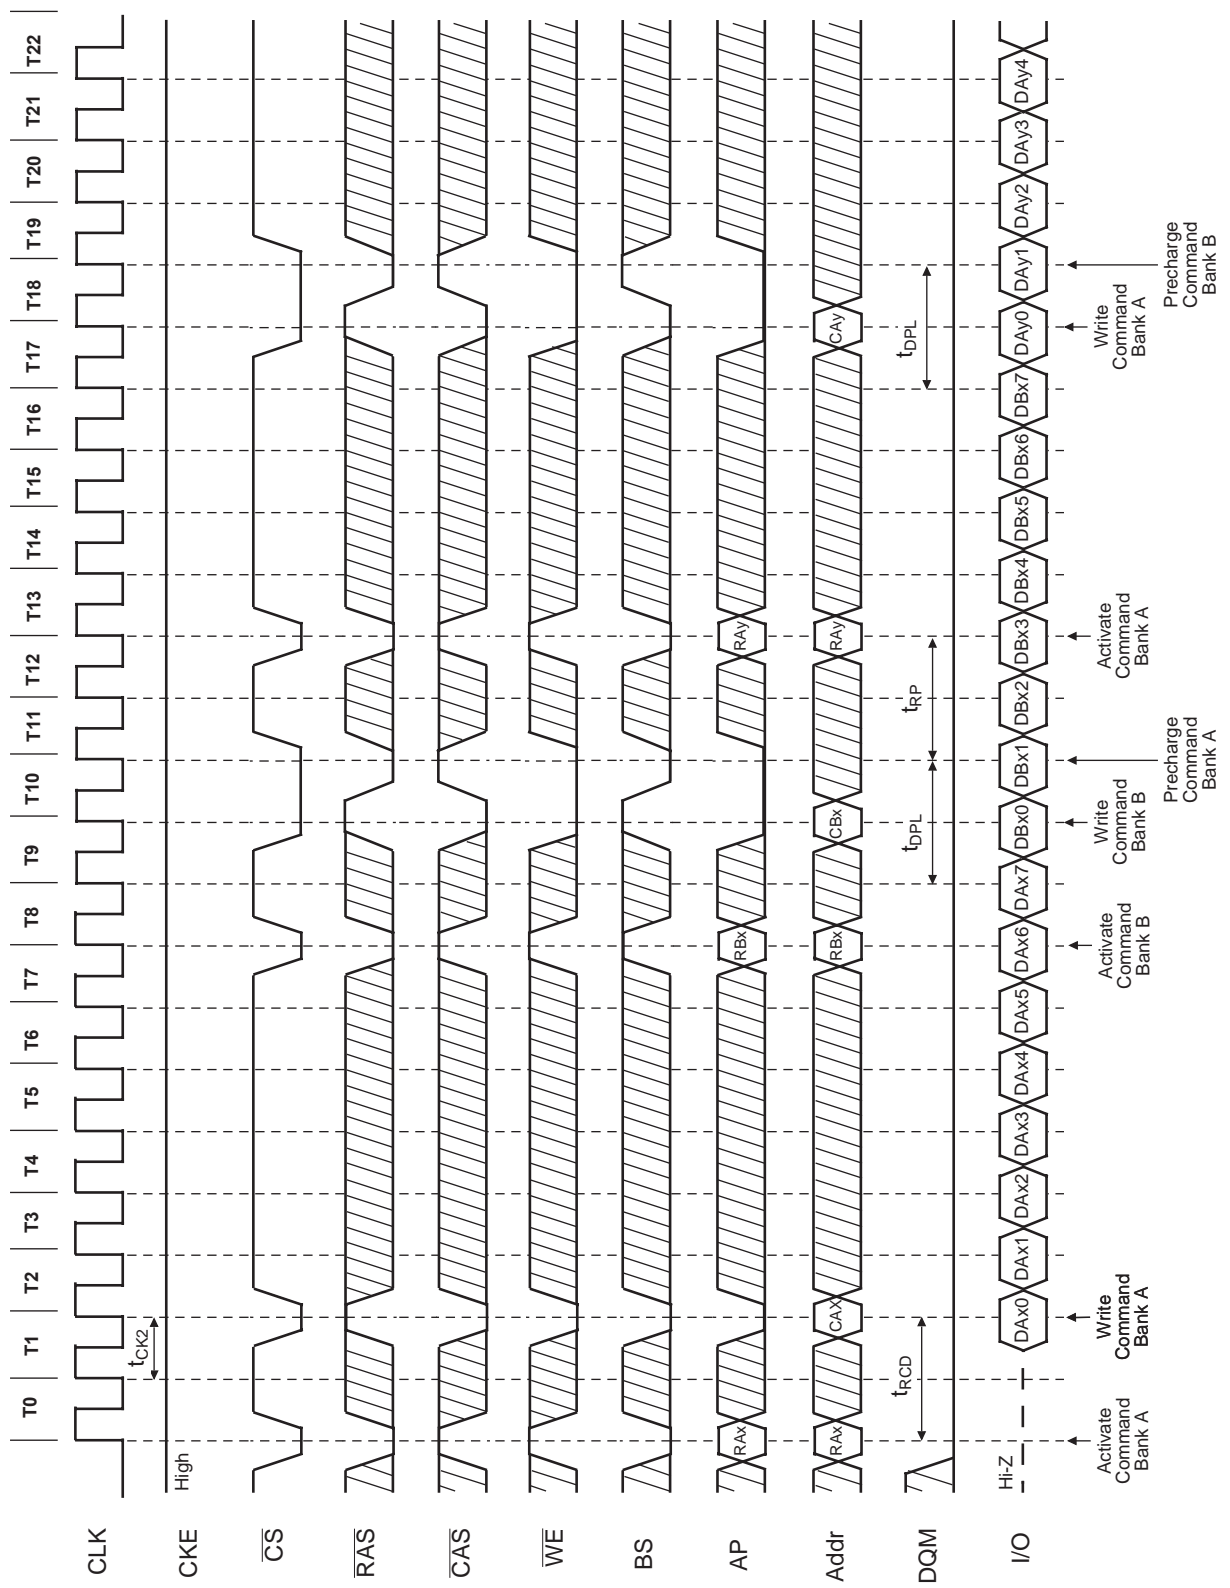 T0 T1 T2 T3 T4 T5 T6 T7 T8 T9 T10 T11 T12 T13 T14 T15 T16 T17 T18 T19 T20 T21 T22
CLK
tCK2
CKE
High
CS
RAS
CAS
WE
BS
AP
RAx RBx RAy
Addr
RAx CAX RBx CBx RAy CAy
DQM
tRCD tDPL tRP tDPL
I/O
Hi-Z
DAx0 DAx1 DAx2 DAx3 DAx4 DAx5 DAx6 DAx7 DBx0 DBx1 DBx2 DBx3 DBx4 DBx5 DBx6 DBx7 DAy0 DAy1 DAy2 DAy3 DAy4
Activate
Command
Bank A
Write
Command
Bank A
Activate
Command
Bank B
Write
Command
Bank B
Precharge
Command
Bank A
Activate
Command
Bank A
Write
Command
Bank A
Precharge
Command
Bank B